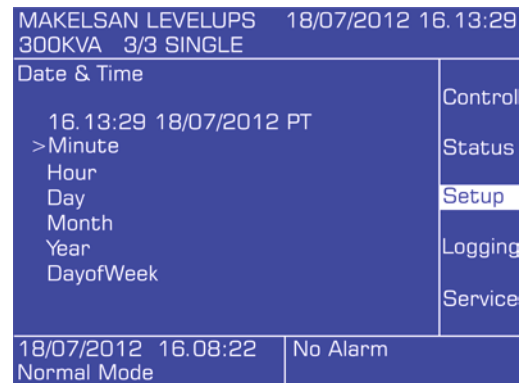 MAKELSAN LEVELUPS 18/07/2012 16.13:29
300KVA 3/3 SINGLE
Date & Time
16.13:29 18/07/2012 PT
>Minute
Hour
Day
Month
Year
DayofWeek
Control
Status
Setup
Logging
Service
18/07/2012 16.08:22
Normal Mode
No Alarm